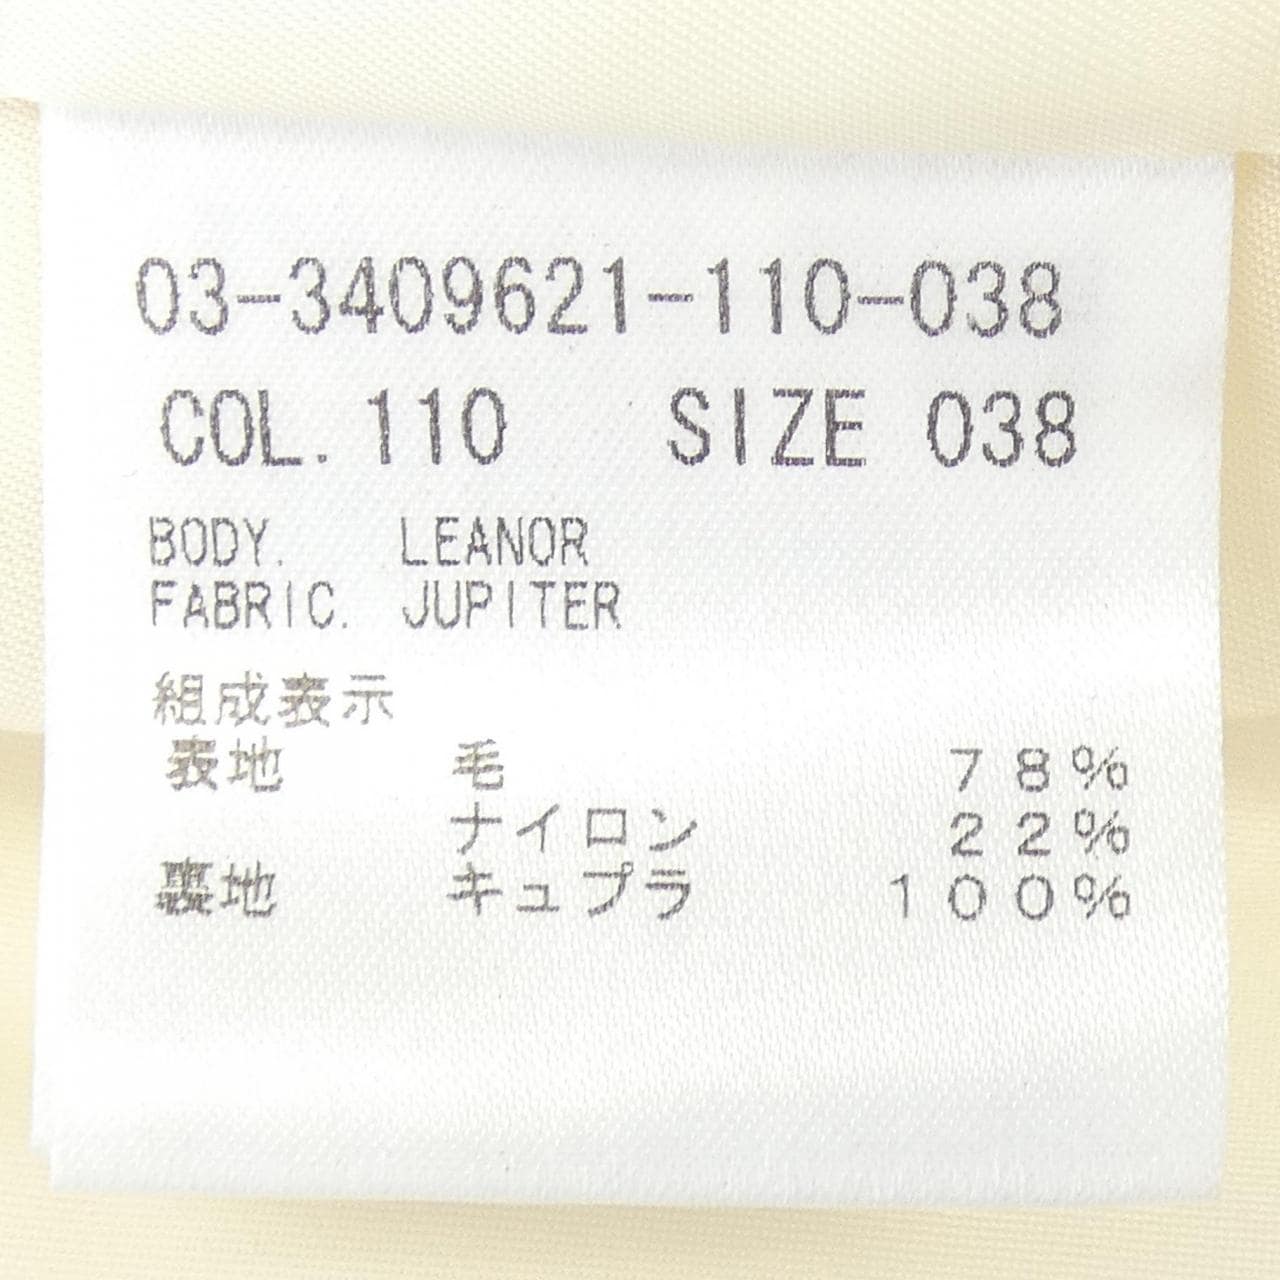 03-3409621-110-038
COL. 110 SIZE 038
BODY. LEANOR
FABRIC. JUPITER
組成表示
表地 毛 78%
ナイロン 22%
裏地 キュプラ 100%